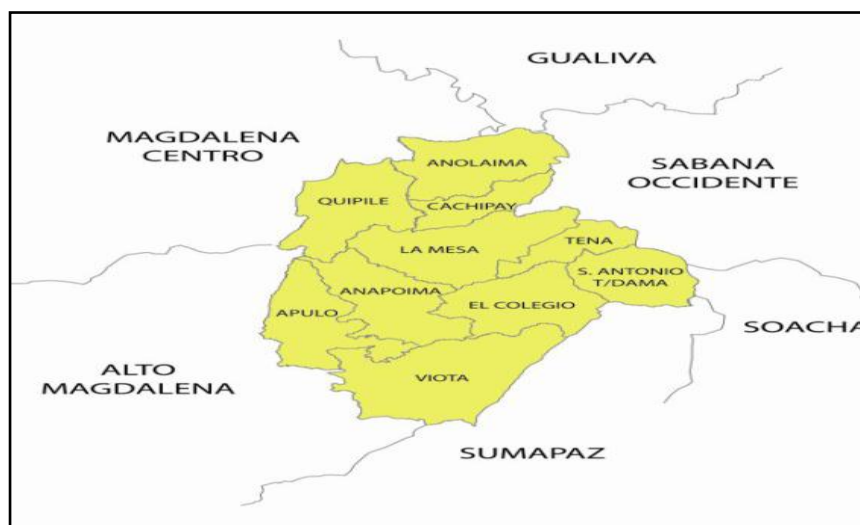 GUALIVA
MAGDALENA
CENTRO
ANOLAIMA
SABANA
OCCIDENTE
QUIPILE
CACHIPAY
LA MESA
TENA
S. ANTONIO
T/DAMA
ANAPOIMA
EL COLEGIO
APULO
SOACHA
ALTO
MAGDALENA
VIOTA
SUMAPAZ